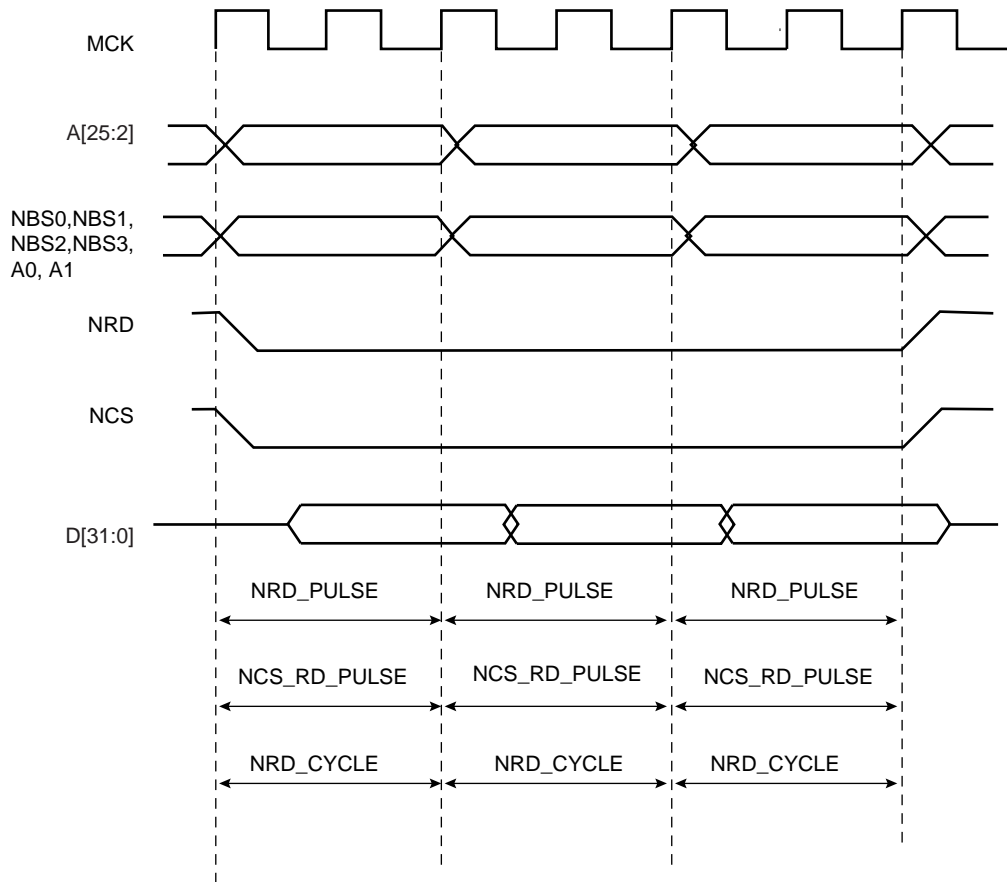 MCK
A[25:2]
NBS0,NBS1,
NBS2,NBS3,
A0, A1
NRD
NCS
D[31:0]
NRD_PULSE NRD_PULSE NRD_PULSE
NCS_RD_PULSE NCS_RD_PULSE NCS_RD_PULSE
NRD_CYCLE NRD_CYCLE NRD_CYCLE